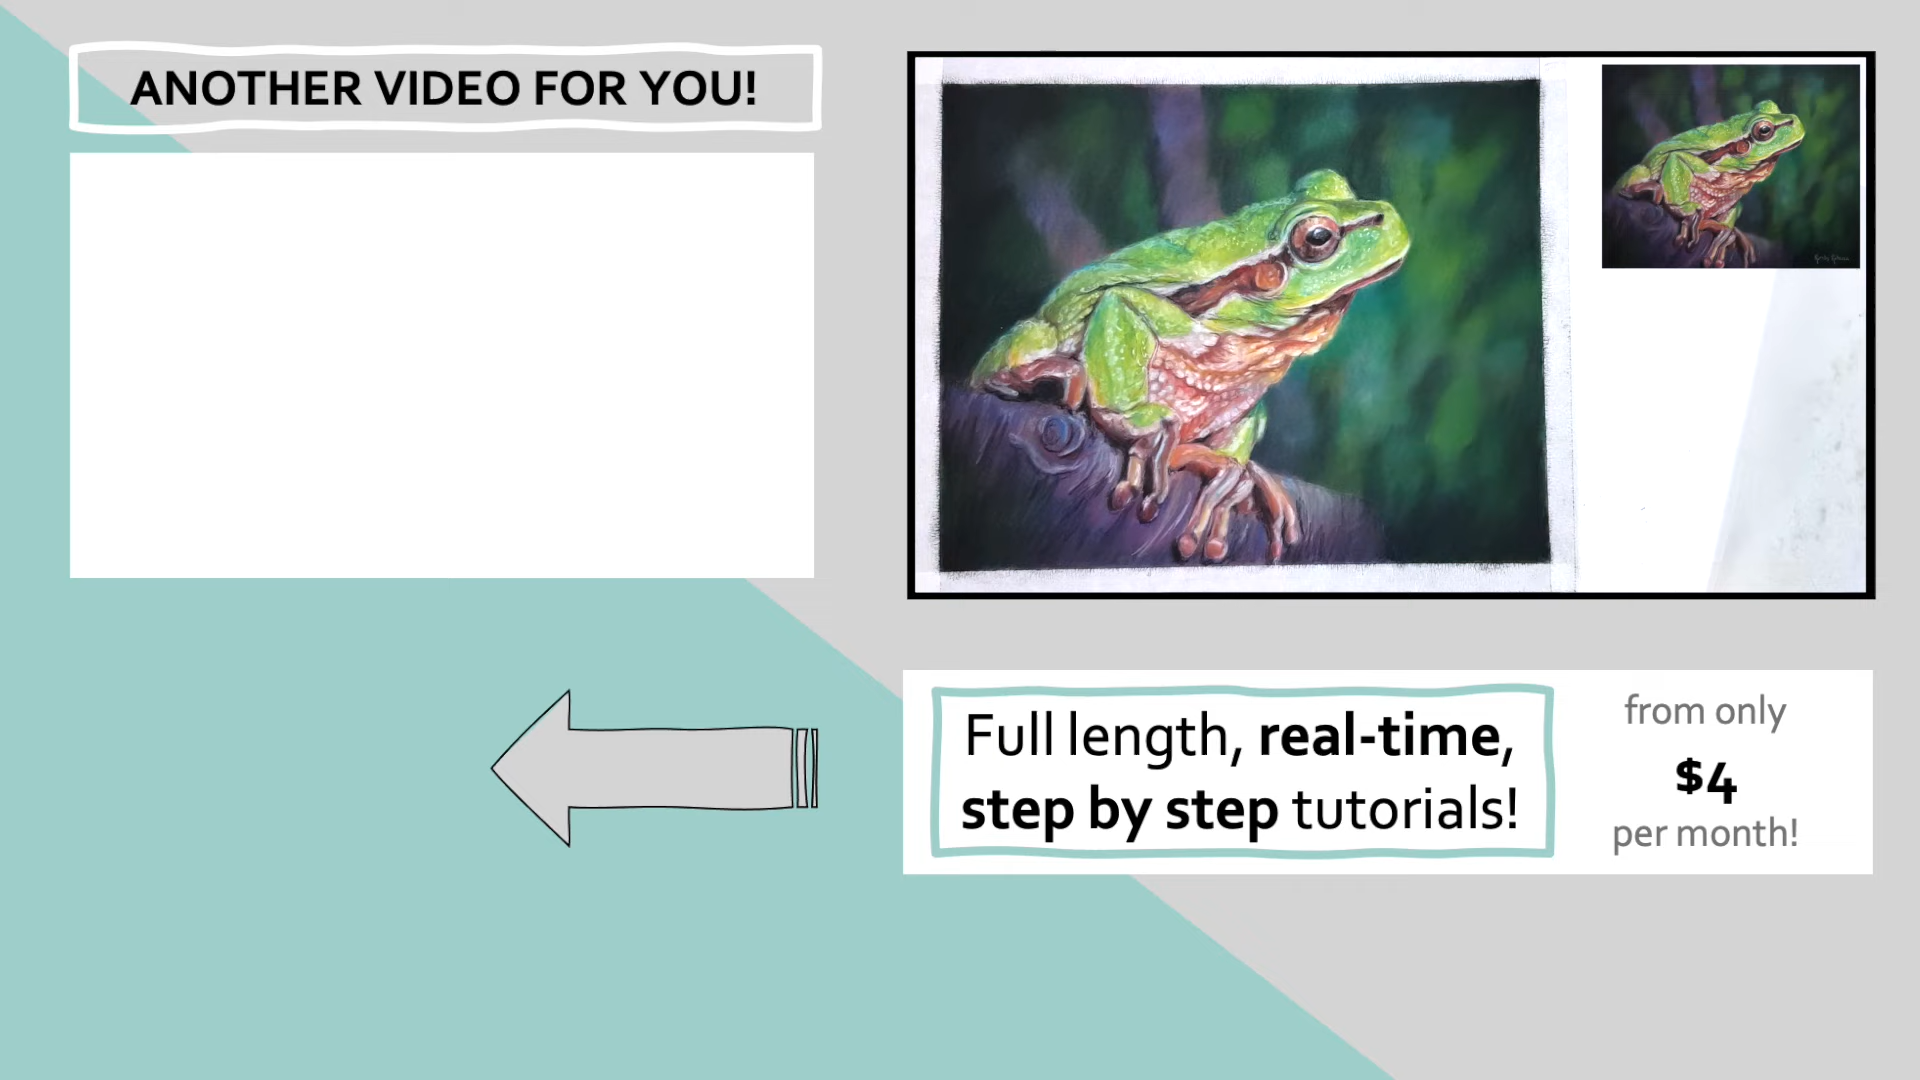 ANOTHER VIDEO FOR YOU!
Full length, real-time,
step by step tutorials!
from only
$4
per month!